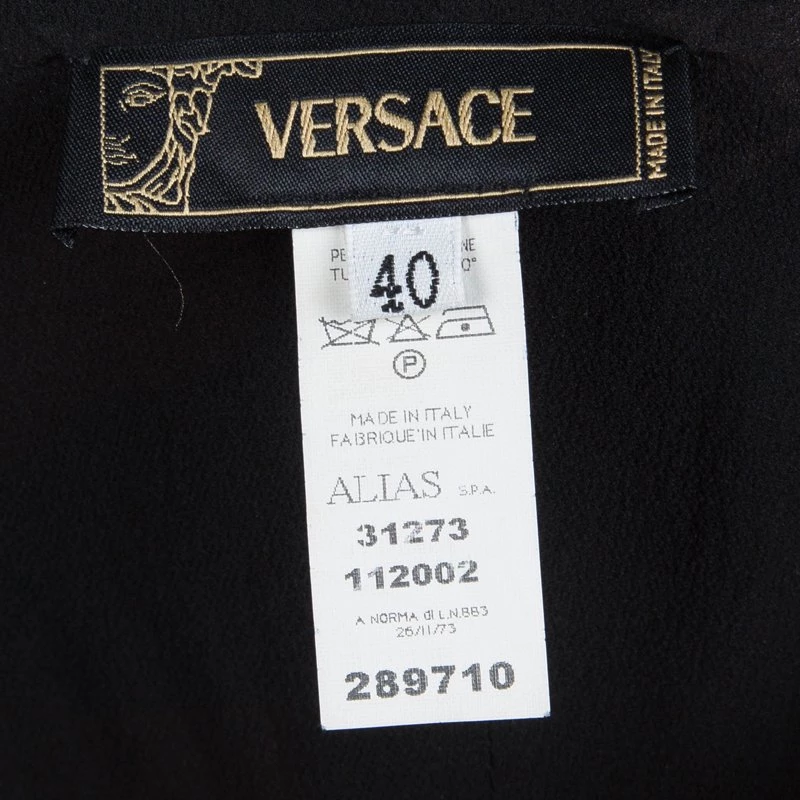 VERSACE
MADE IN ITALY
40
MADE IN ITALY
FABRIQUE'IN ITALIE
ALIAS S.P.A.
31273
112002
A NORMA di L.N.883
26/11/73
289710